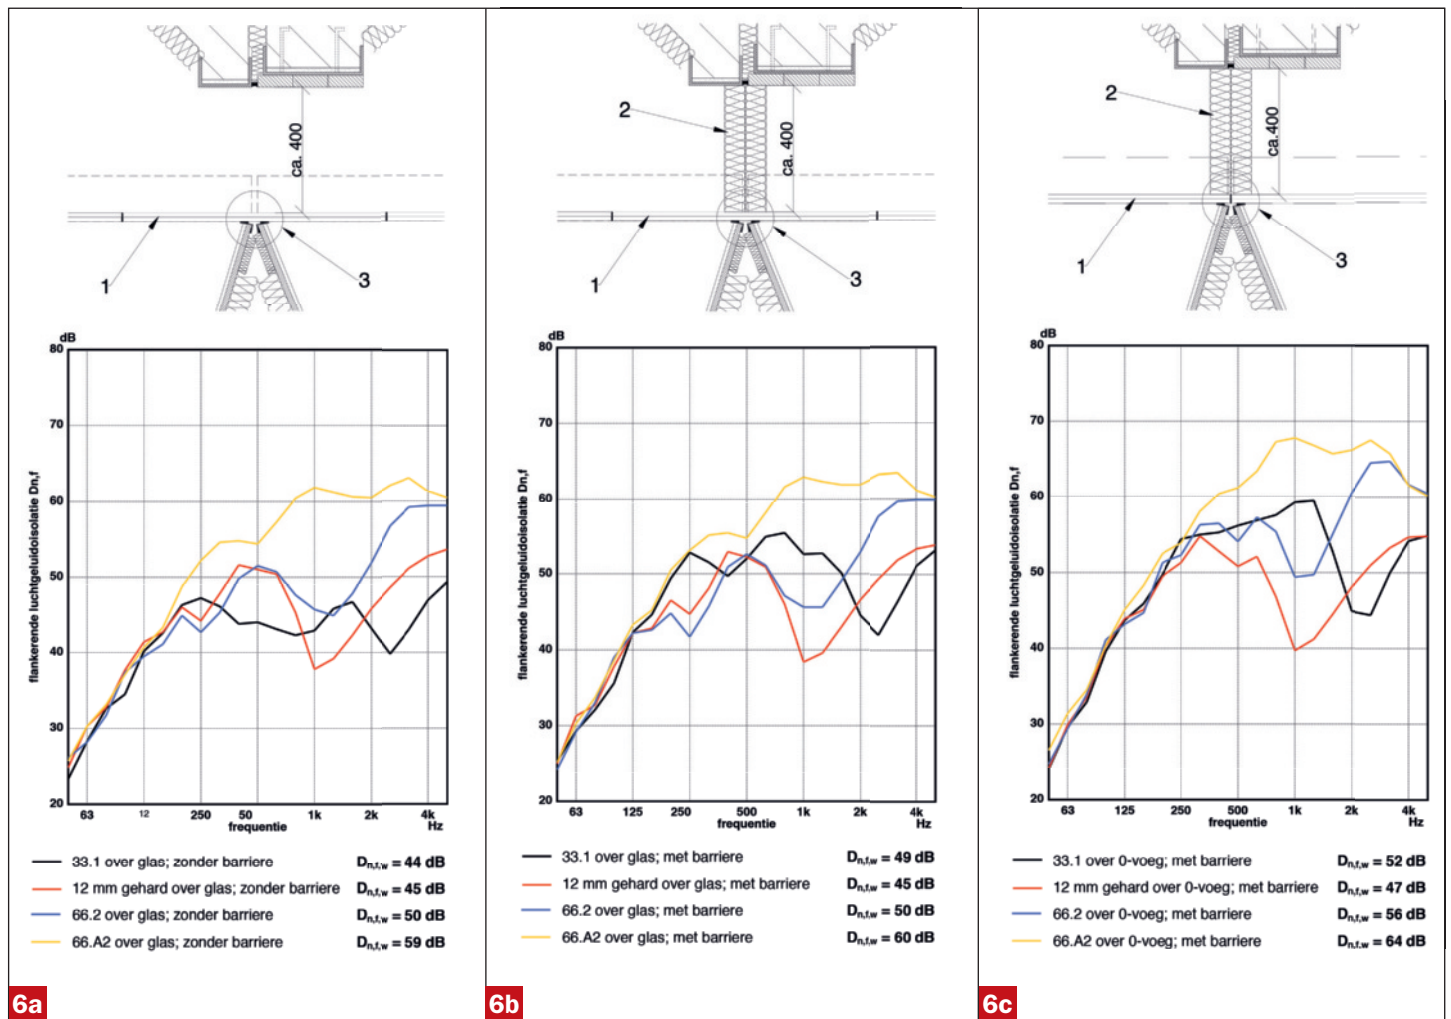 ca. 400
1
3
dB
80
70
60
50
40
30
20
flankerende luchtgeluidoisolatie Dn,f
63
12
250
50
1k
2k
4k
frequentie
Hz
33.1 over glas; zonder barriere Dn,f,w = 44 dB
12 mm gehard over glas; zonder barriere Dn,f,w = 45 dB
66.2 over glas; zonder barriere Dn,f,w = 50 dB
66.A2 over glas; zonder barriere Dn,f,w = 59 dB
6a
2
ca. 400
1
3
dB
80
70
60
50
40
30
20
flankerende luchtgeluidoisolatie Dn,f
63
125
250
500
1k
2k
4k
frequentie
Hz
33.1 over glas; met barriere Dn,f,w = 49 dB
12 mm gehard over glas; met barriere Dn,f,w = 45 dB
66.2 over glas; met barriere Dn,f,w = 50 dB
66.A2 over glas; met barriere Dn,f,w = 60 dB
6b
2
ca.400
1
3
dB
80
70
60
50
40
30
20
flankerende luchtgeluidoisolatie Dn,f
63
125
250
500
1k
2k
4k
frequentie
Hz
33.1 over 0-voeg; met barriere Dn,f,w = 52 dB
12 mm gehard over 0-voeg; met barriere Dn,f,w = 47 dB
66.2 over 0-voeg; met barriere Dn,f,w = 56 dB
66.A2 over 0-voeg; met barriere Dn,f.w = 64 dB
6c